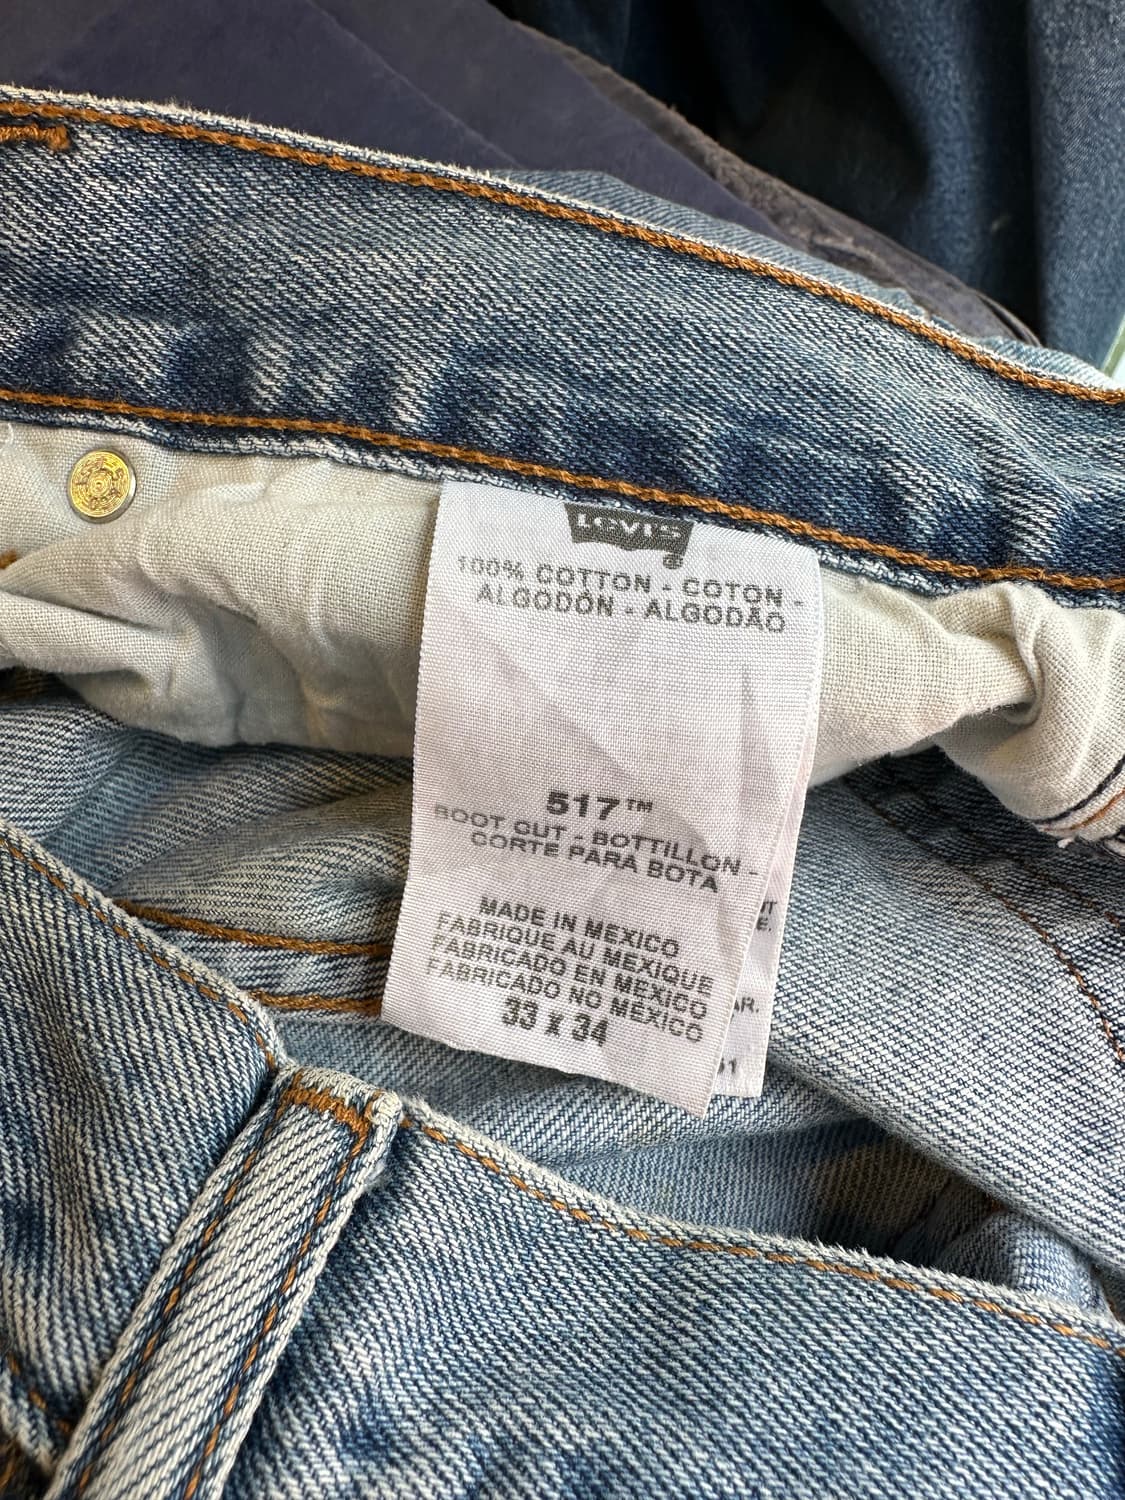 Levi's
®
100% COTTON - COTON -
ALGODÓN - ALGODÃO
517™
BOOT CUT - BOTTILLON -
CORTE PARA BOTA
MADE IN MEXICO
FABRIQUE AU MEXIQUE
FABRICADO EN MEXICO
FABRICADO NO MÉXICO
33 x 34